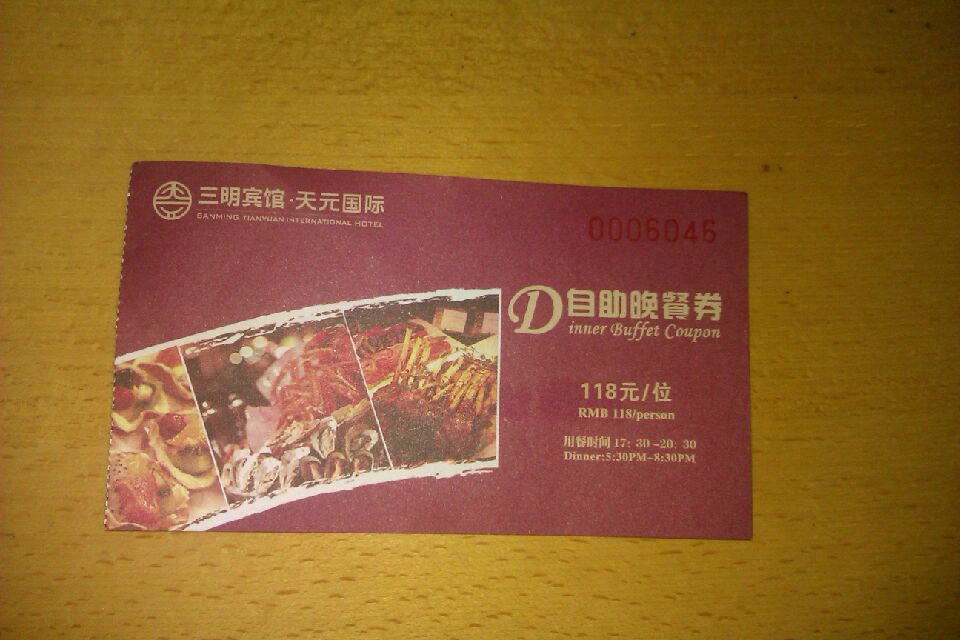 三明宾馆·天元国际
SANMING TIANYUAN INTERNATIONAL HOTEL
0006046
自助晚餐券
Dinner Buffet Coupon
118元/位
RMB 118/person
用餐时间 17：30-20：30
Dinner:5:30PM-8:30PM